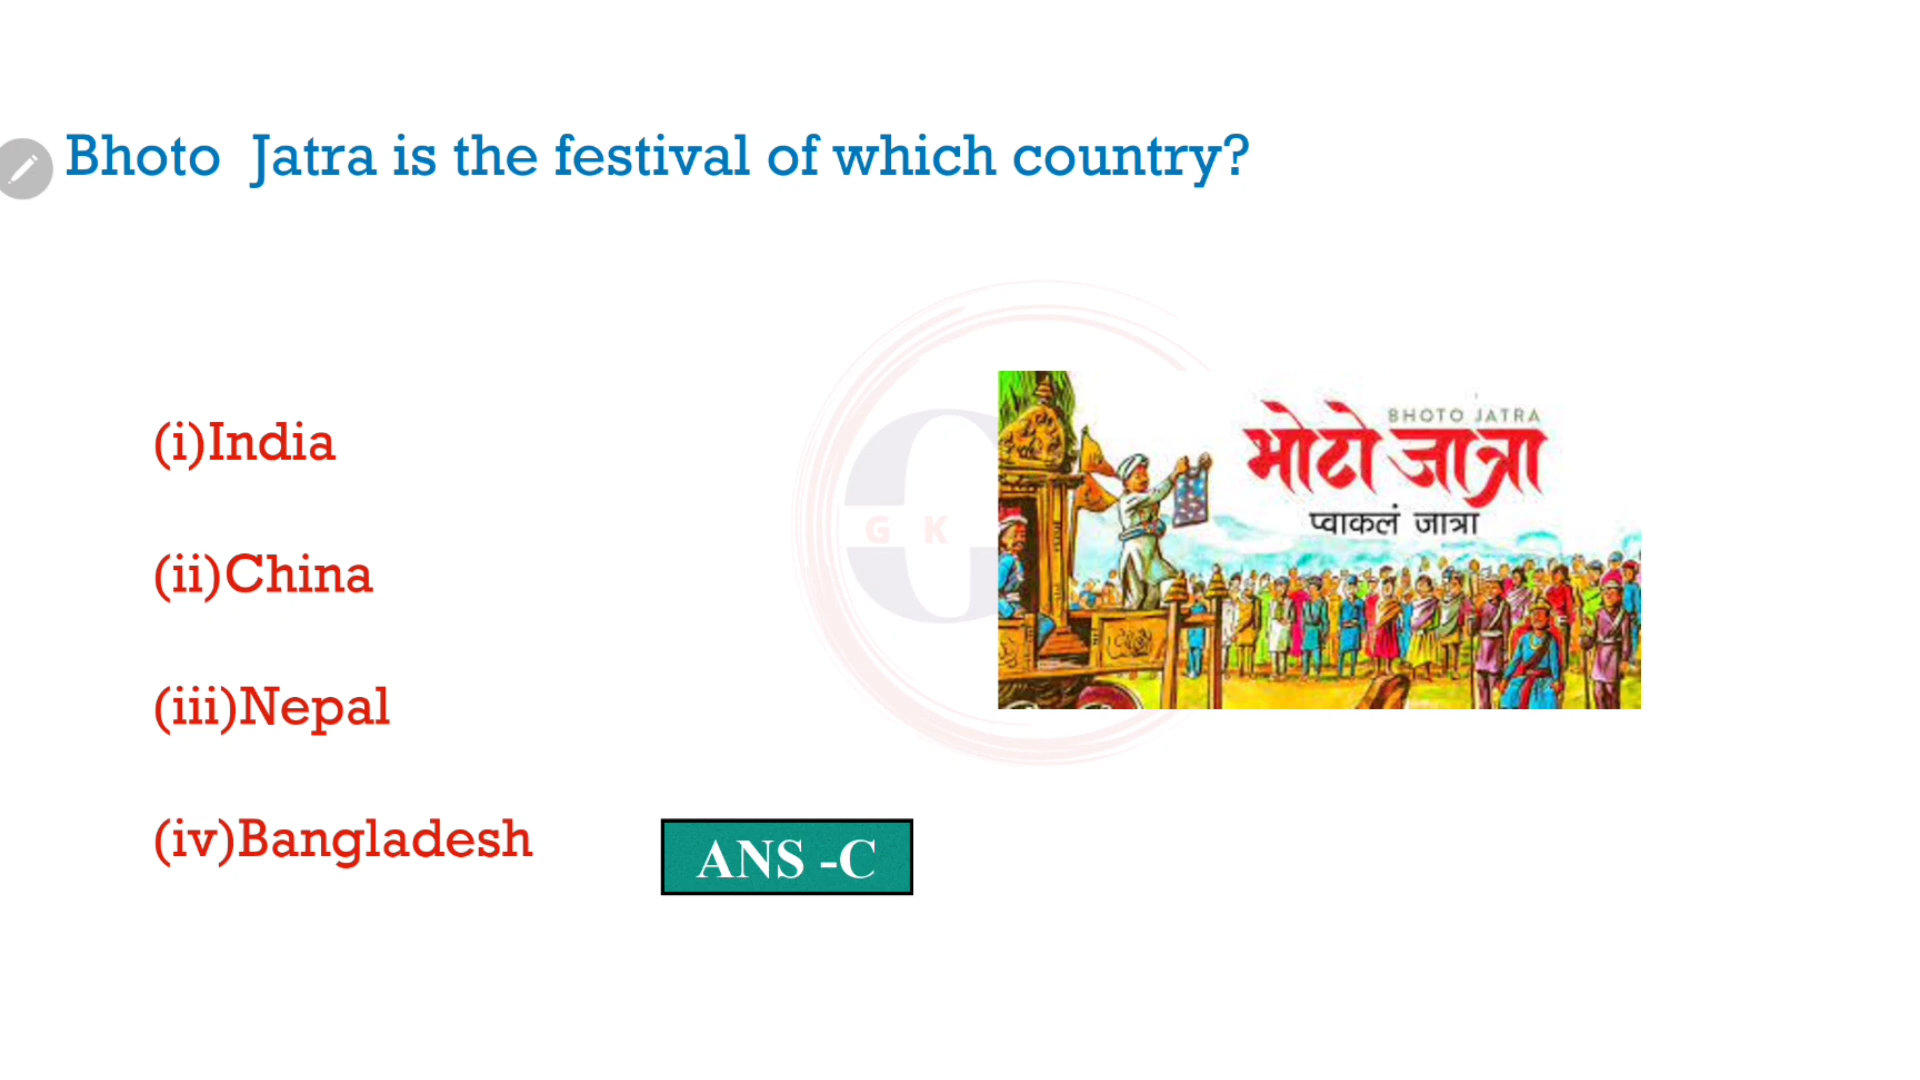 Bhoto Jatra is the festival of which country?
(i)India
(ii)China
(iii)Nepal
(iv)Bangladesh
ANS -C
G K
BHOTO JATRA
भोटो जात्रा
प्वाकलं जात्रा